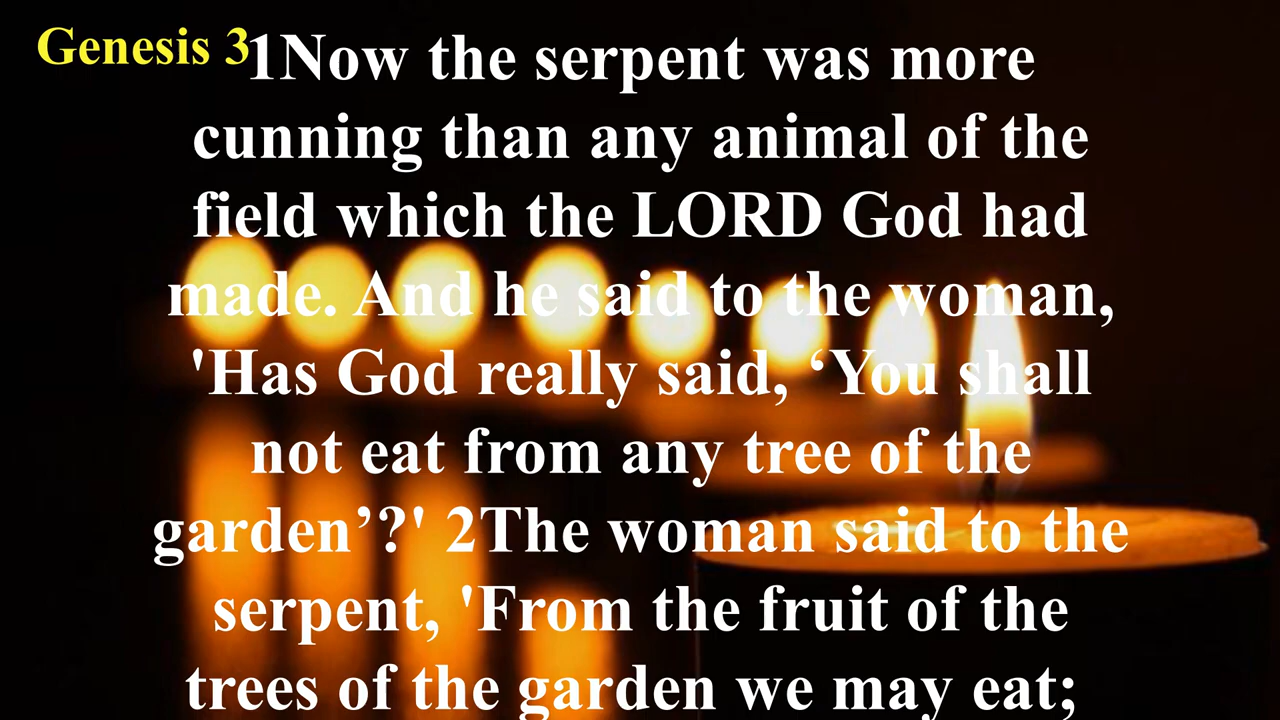 Genesis 3
1Now the serpent was more
cunning than any animal of the
field which the LORD God had
made. And he said to the woman,
'Has God really said, ‘You shall
not eat from any tree of the
garden’?' 2The woman said to the
serpent, 'From the fruit of the
trees of the garden we may eat;